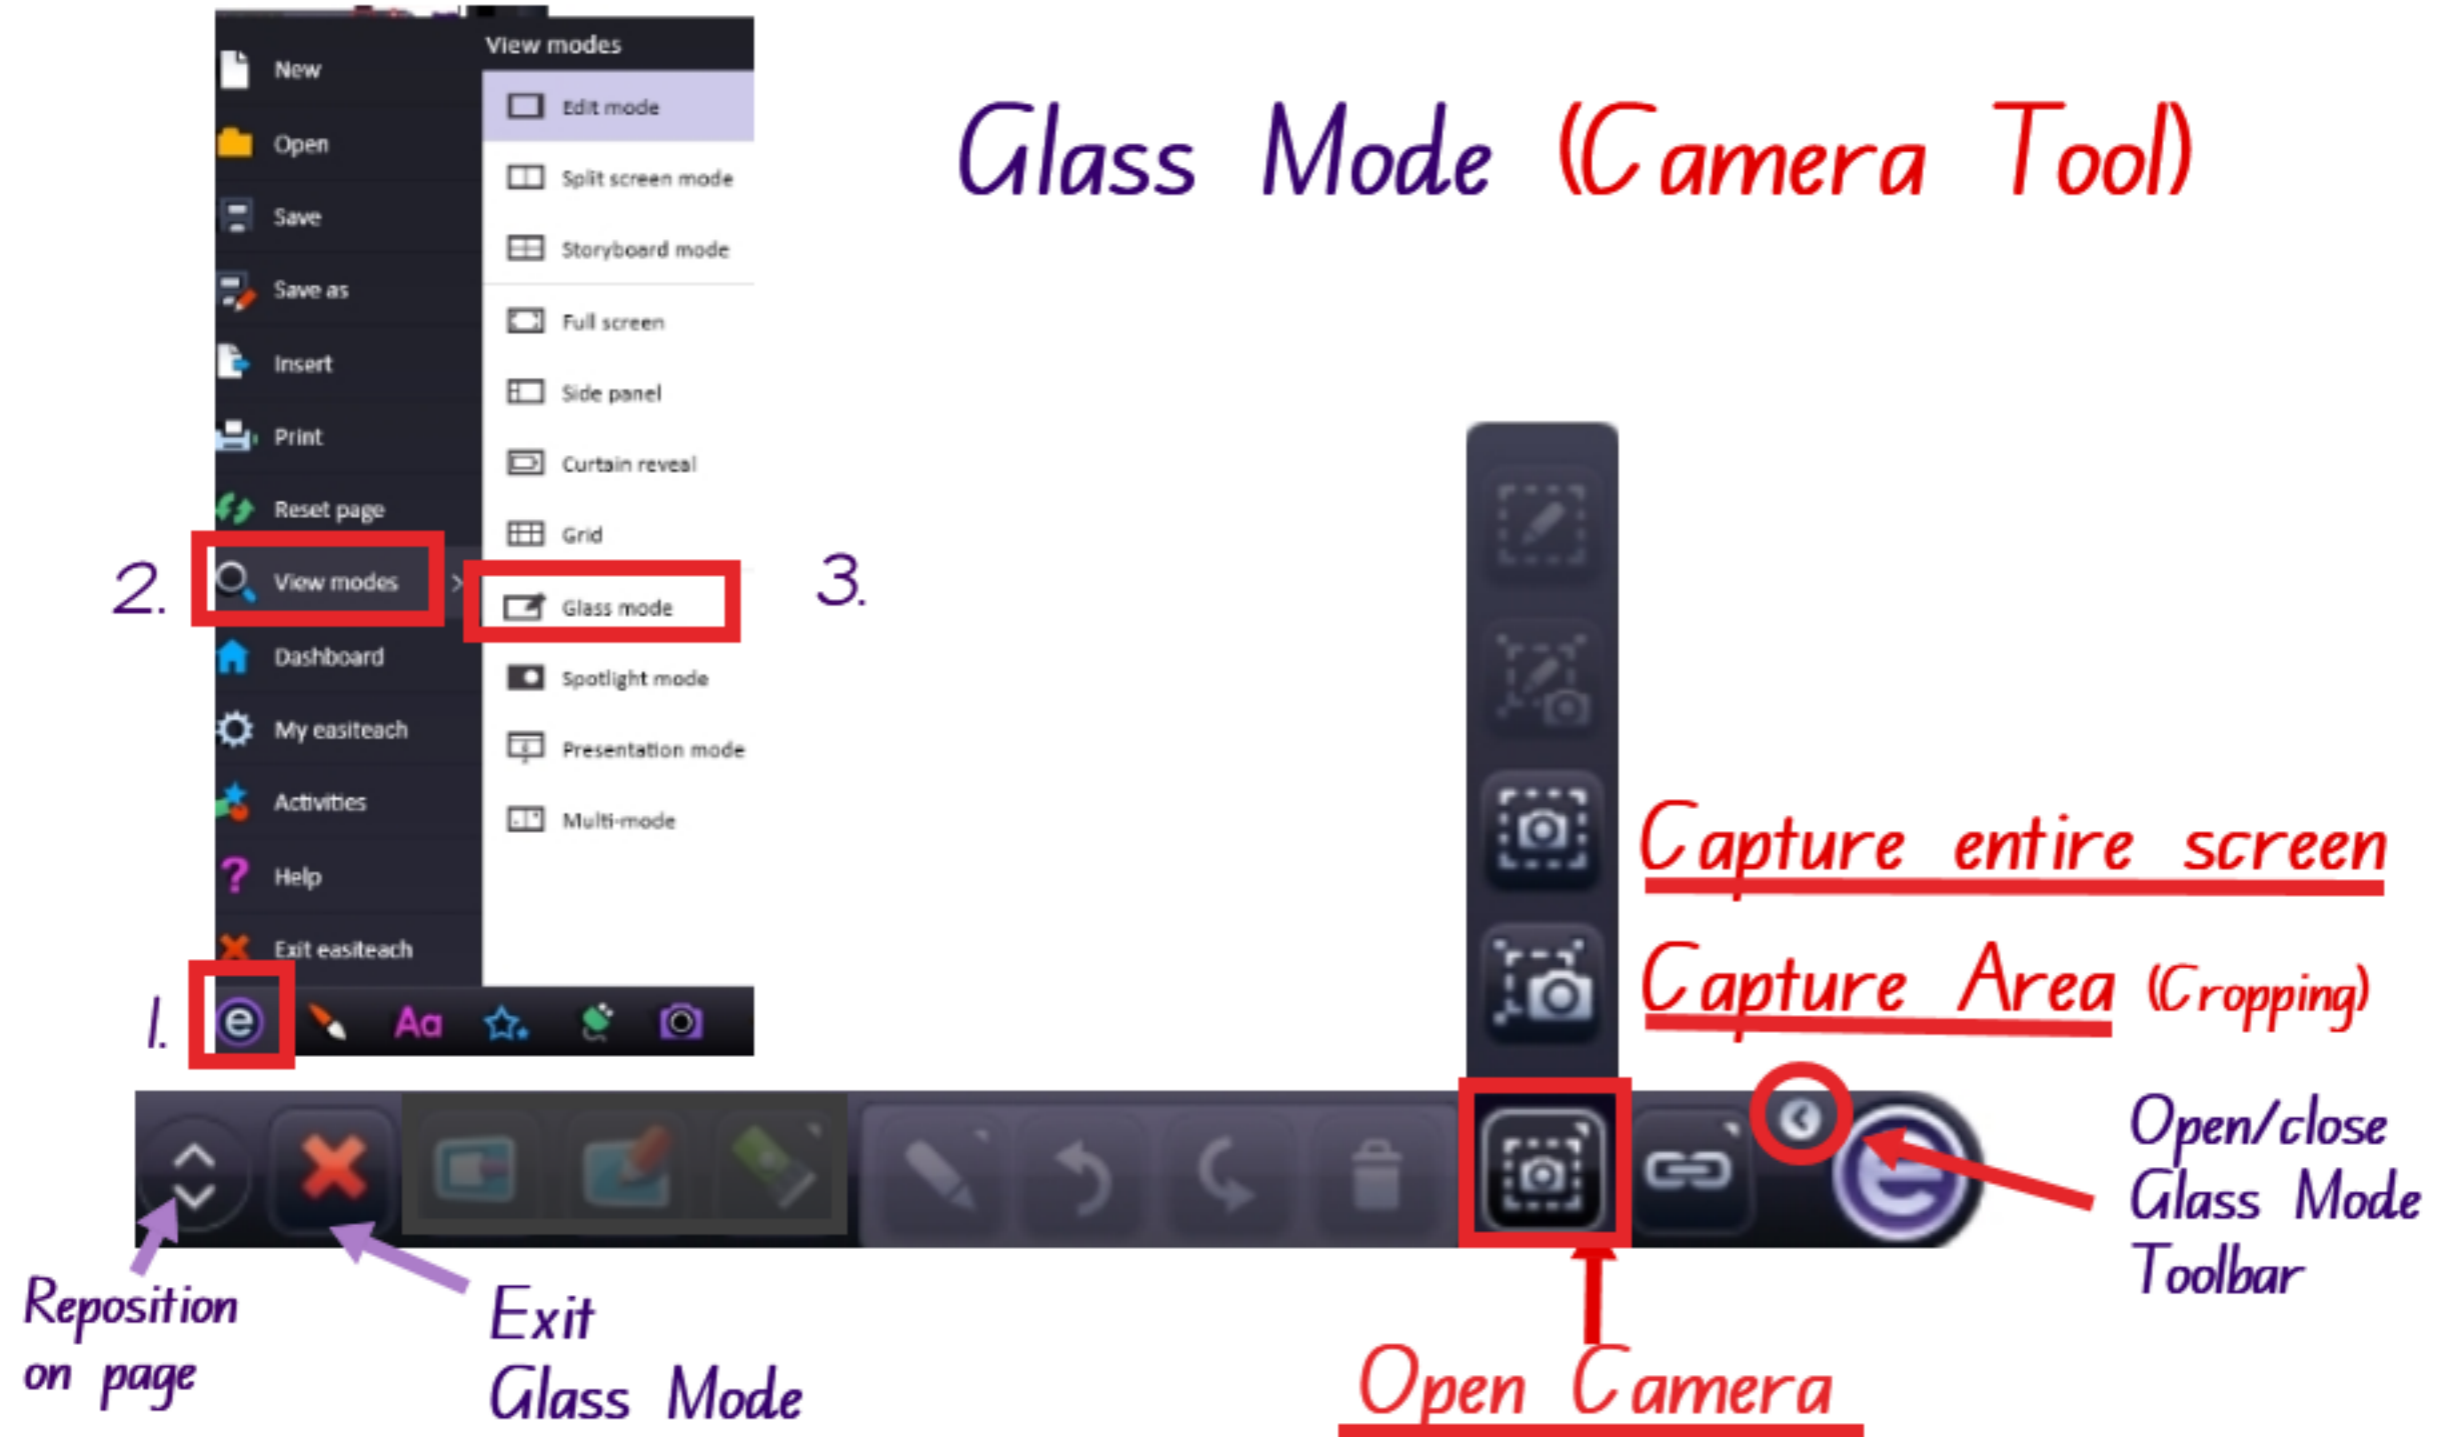 Glass Mode (Camera Tool)
View modes
New
Open
Save
Save as
Insert
Print
Reset page
2.
View modes
Dashboard
My easiteach
Activities
Help
Exit easiteach
Edit mode
Split screen mode
Storyboard mode
Full screen
Side panel
Curtain reveal
Grid
Glass mode
3.
Spotlight mode
Presentation mode
Multi-mode
1.
e
Aa
Capture entire screen
Capture Area (Cropping)
e
Open/close
Glass Mode
Toolbar
Reposition
on page
Exit
Glass Mode
Open Camera